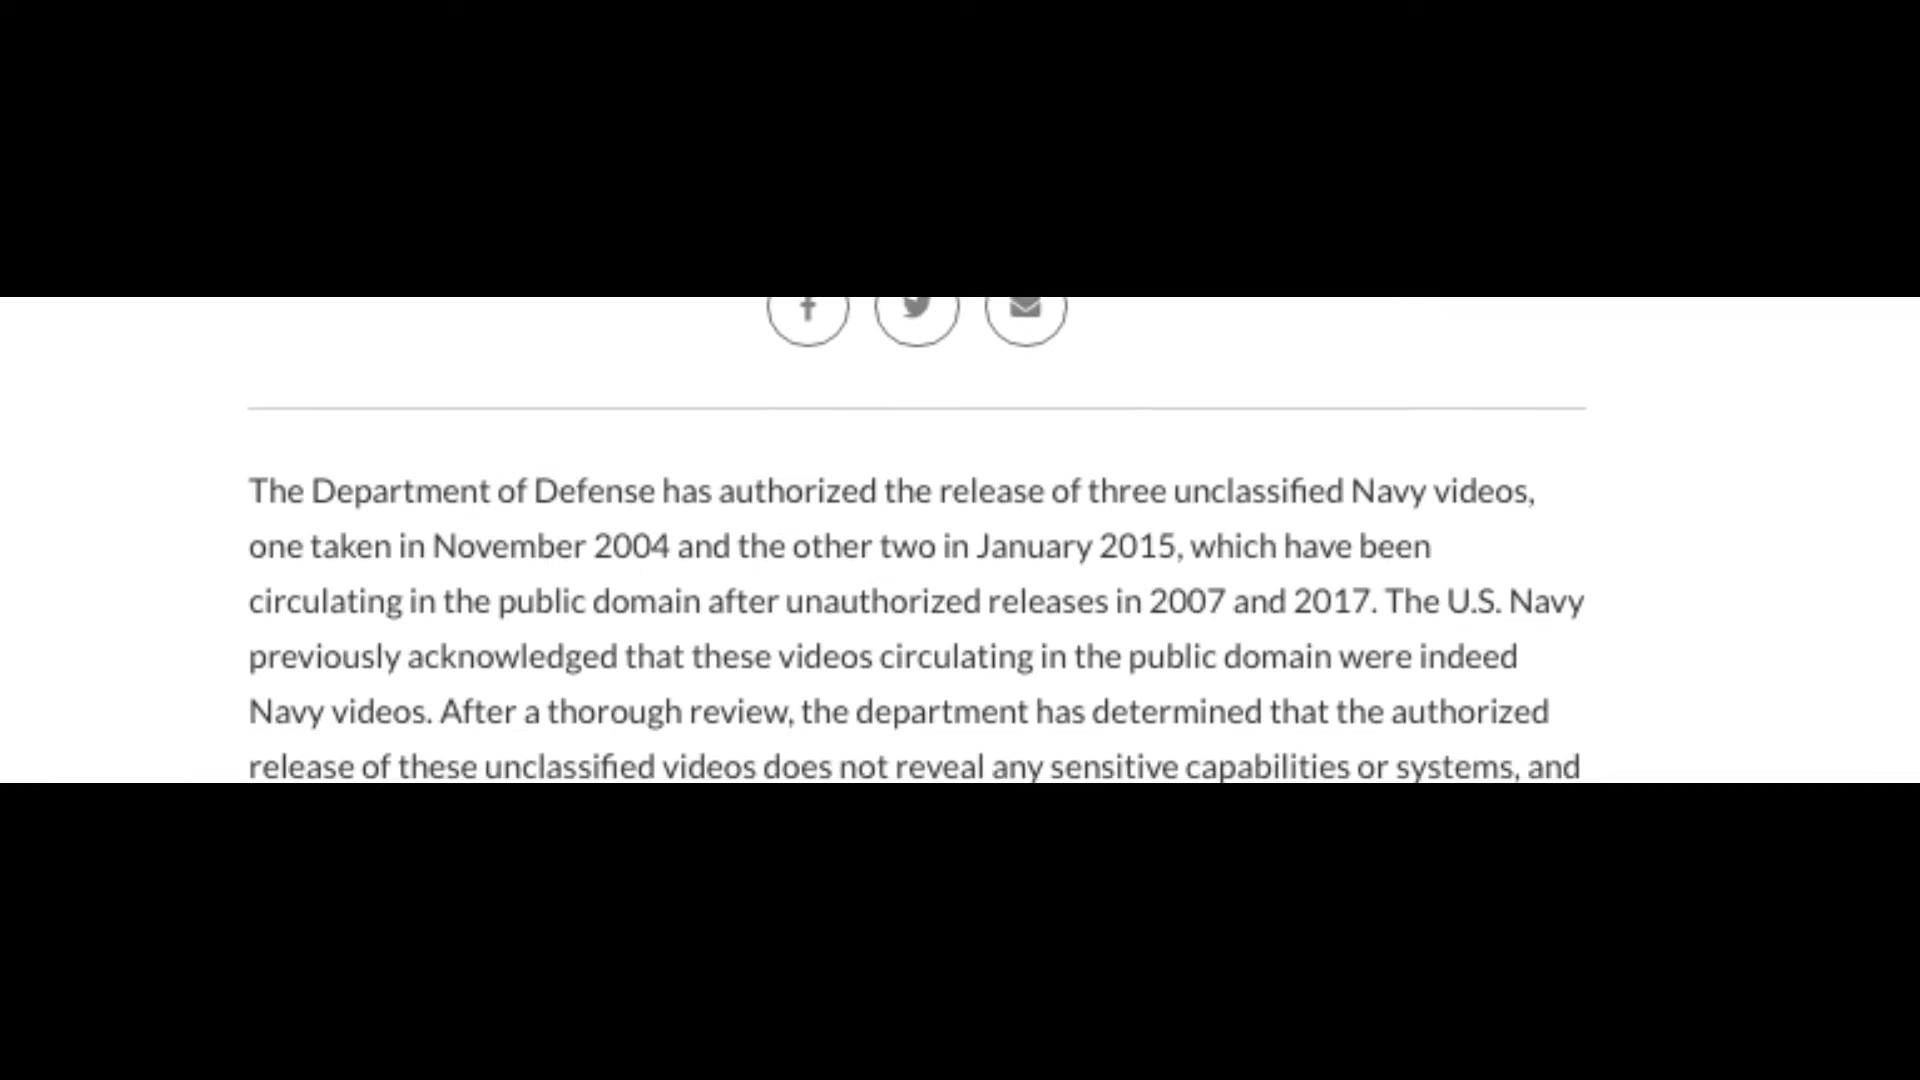 The Department of Defense has authorized the release of three unclassified Navy videos,
one taken in November 2004 and the other two in January 2015, which have been
circulating in the public domain after unauthorized releases in 2007 and 2017. The U.S. Navy
previously acknowledged that these videos circulating in the public domain were indeed
Navy videos. After a thorough review, the department has determined that the authorized
release of these unclassified videos does not reveal any sensitive capabilities or systems, and